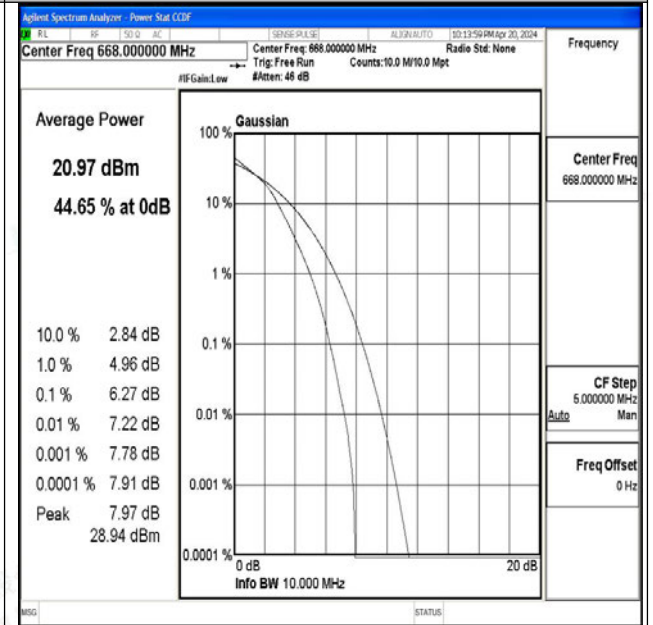 Agilent Spectrum Analyzer - Power Stat CCDF
RL RF 50 Ω AC SENSE:PULSE ALIGN AUTO 10:13:59 PM Apr 20, 2024
Center Freq 668.000000 MHz
Center Freq: 668.000000 MHz Radio Std: None
Trig: Free Run Counts:10.0 M/10.0 Mpt
#IFGain:Low #Atten: 46 dB
Frequency
Average Power
20.97 dBm
44.65 % at 0dB
10.0 % 2.84 dB
1.0 % 4.96 dB
0.1 % 6.27 dB
0.01 % 7.22 dB
0.001 % 7.78 dB
0.0001 % 7.91 dB
Peak 7.97 dB
28.94 dBm
Gaussian
100 %
10 %
1 %
0.1 %
0.01 %
0.001 %
0.0001 %
0 dB 20 dB
Info BW 10.000 MHz
Center Freq
668.000000 MHz
CF Step
5.000000 MHz
Auto Man
Freq Offset
0 Hz
MSG STATUS